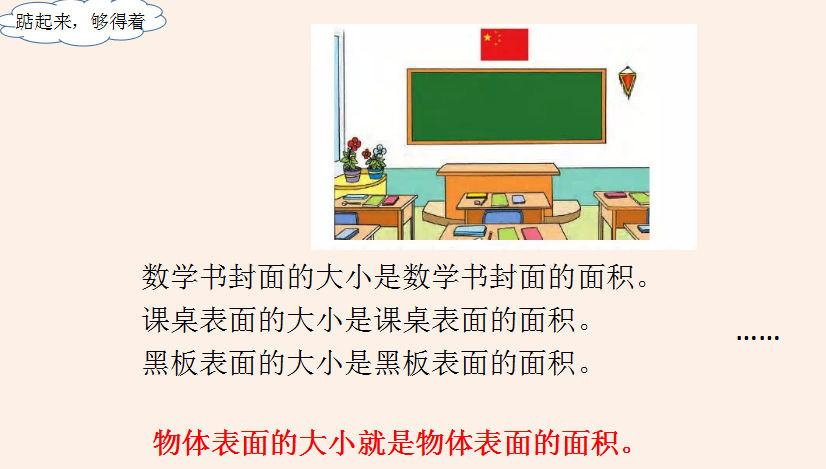 踮起来，够得着
数学书封面的大小是数学书封面的面积。
课桌表面的大小是课桌表面的面积。
……
黑板表面的大小是黑板表面的面积。
物体表面的大小就是物体表面的面积。